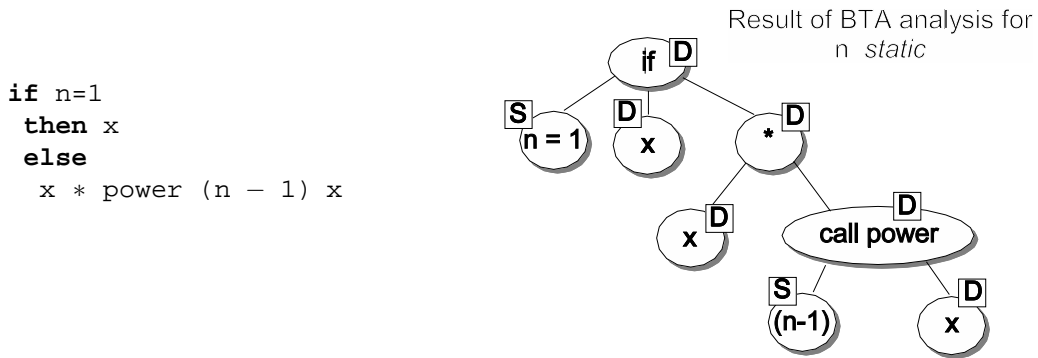 Result of BTA analysis for
n static
if n=1
then x
else
x * power (n − 1) x
if D
S n = 1
D x
* D
x D
D call power
S (n-1)
D x